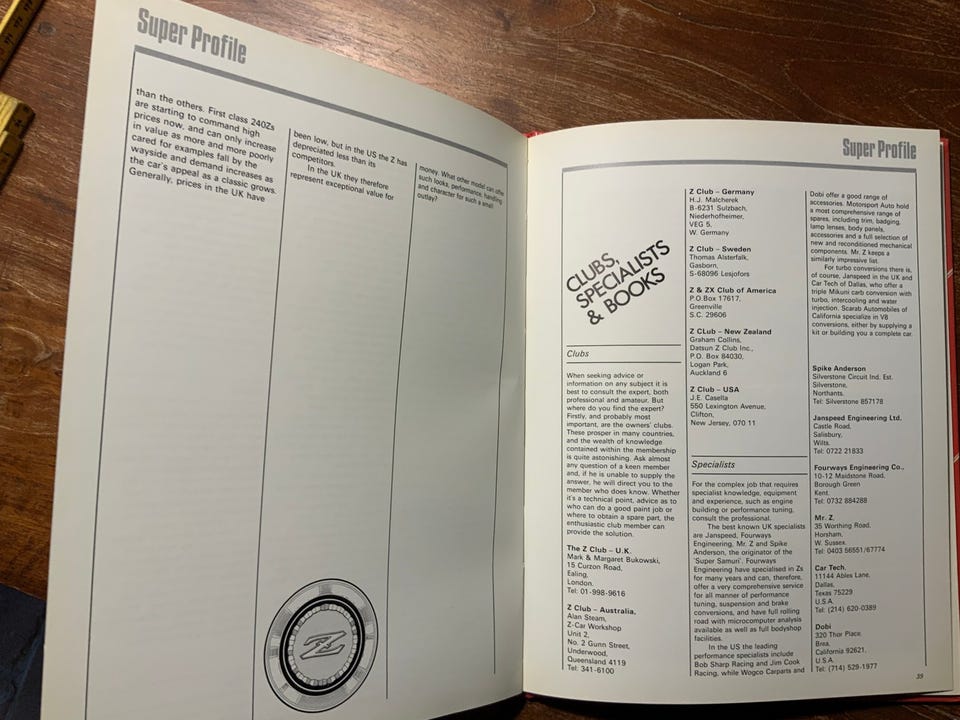 Super Profile
than the others. First class 240Zs
are starting to command high
prices now, and can only increase
in value as more and more poorly
cared for examples fall by the
wayside and demand increases as
the car's appeal as a classic grows.
Generally, prices in the UK have
been low, but in the US the Z has
depreciated less than its
competitors.
In the UK they therefore
represent exceptional value for
money. What other model can offer
such looks, performance, handling
and character for such a small
outlay?
Z
Super Profile
CLUBS,
SPECIALISTS
& BOOKS
Clubs
When seeking advice or
information on any subject it is
best to consult the expert, both
professional and amateur. But
where do you find the expert?
Firstly, and probably most
important, are the owners' clubs.
These prosper in many countries,
and the wealth of knowledge
contained within the membership
is quite astonishing. Ask almost
any question of a keen member
and, if he is unable to supply the
answer, he will direct you to the
member who does know. Whether
it's a technical point, advice as to
who can do a good paint job or
where to obtain a spare part, the
enthusiastic club member can
provide the solution.
The Z Club – U.K.
Mark & Margaret Bukowski,
15 Curzon Road,
Ealing,
London.
Tel: 01-998-9616
Z Club – Australia,
Alan Steam,
Z-Car Workshop
Unit 2,
No. 2 Gunn Street,
Underwood,
Queensland 4119
Tel: 341-6100
Z Club – Germany
H.J. Malcherek
B-6231 Sulzbach,
Niederhofheimer,
VEG 5,
W. Germany
Z Club – Sweden
Thomas Alsterfalk,
Gasborn,
S-68096 Lesjofors
Z & ZX Club of America
P.O.Box 17617,
Greenville
S.C. 29606
Z CLub – New Zealand
Graham Collins,
Datsun Z Club Inc.,
P.O. Box 84030,
Logan Park,
Auckland 6
Z Club – USA
J.E. Casella
550 Lexington Avenue,
Clifton,
New Jersey, 070 11
Specialists
For the complex job that requires
specialist knowledge, equipment
and experience, such as engine
building or performance tuning,
consult the professional.
The best known UK specialists
are Janspeed, Fourways
Engineering, Mr. Z and Spike
Anderson, the originator of the
'Super Samuri'. Fourways
Engineering have specialised in Zs
for many years and can, therefore,
offer a very comprehensive service
for all manner of performance
tuning, suspension and brake
conversions, and have full rolling
road with microcomputer analysis
available as well as full bodyshop
facilities.
In the US the leading
performance specialists include
Bob Sharp Racing and Jim Cook
Racing, while Wogco Carparts and
Dobi offer a good range of
accessories. Motorsport Auto hold
a most comprehensive range of
spares, including trim, badging,
lamp lenses, body panels,
accessories and a full selection of
new and reconditioned mechanical
components. Mr. Z keeps a
similarly impressive list.
For turbo conversions there is,
of course, Janspeed in the UK and
Car Tech of Dallas, who offer a
triple Mikuni carb conversion with
turbo, intercooling and water
injection. Scarab Automobiles of
California specialize in V8
conversions, either by supplying a
kit or building you a complete car.
Spike Anderson
Silverstone Circuit Ind. Est.
Silverstone,
Northants.
Tel: Silverstone 857178
Janspeed Engineering Ltd.
Castle Road,
Salisbury,
Wilts.
Tel: 0722 21833
Fourways Engineering Co.,
10-12 Maidstone Road,
Borough Green
Kent.
Tel: 0732 884288
Mr. Z,
35 Worthing Road,
Horsham,
W. Sussex.
Tel: 0403 56551/67774
Car Tech.
11144 Ables Lane,
Dallas,
Texas 75229
U.S.A.
Tel: (214) 620-0389
Dobi
320 Thor Place,
Brea,
California 92621,
U.S.A.
Tel: (714) 529-1977
39